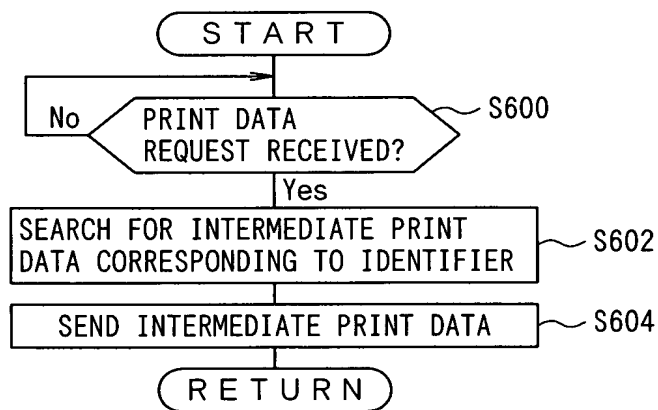 START
No
PRINT DATA
REQUEST RECEIVED?
S600
Yes
SEARCH FOR INTERMEDIATE PRINT
DATA CORRESPONDING TO IDENTIFIER
S602
SEND INTERMEDIATE PRINT DATA
S604
RETURN